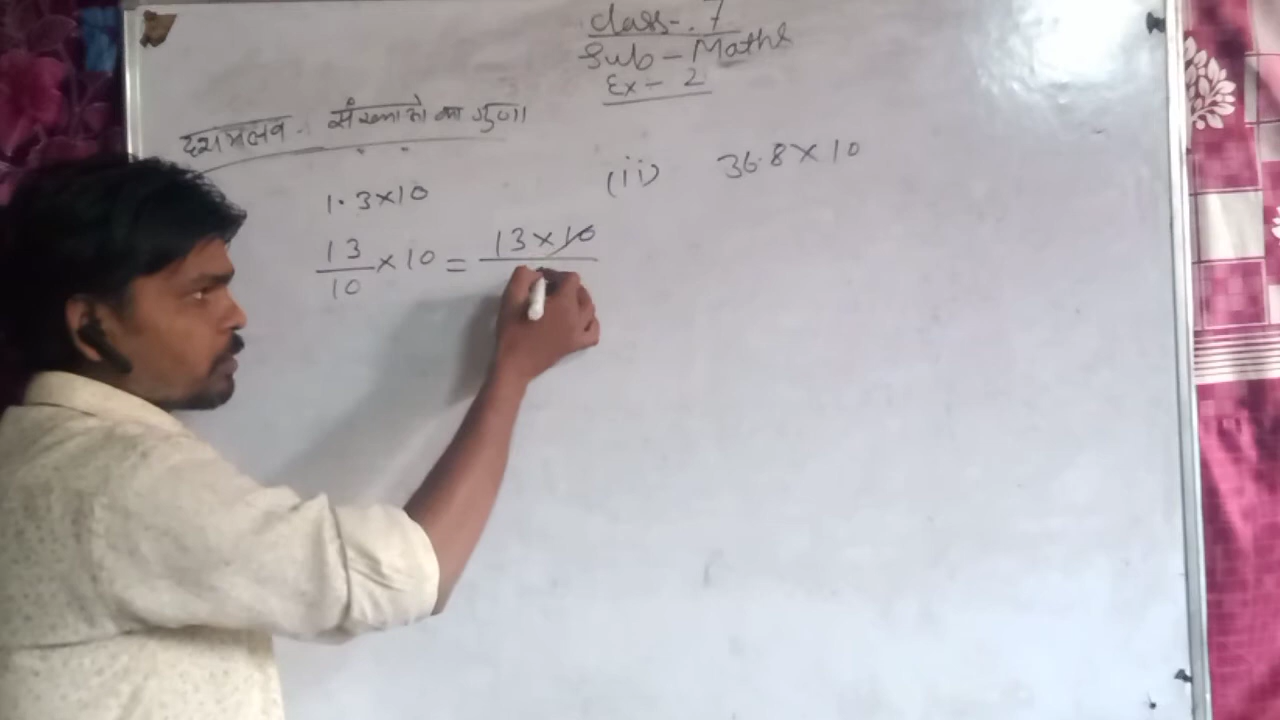 Class-. 7
Sub - Maths
Ex - 2
दशमलव - संख्याओ का गुणा
1.3×10
13/10 ×10 = 13×10
(ii) 36.8×10